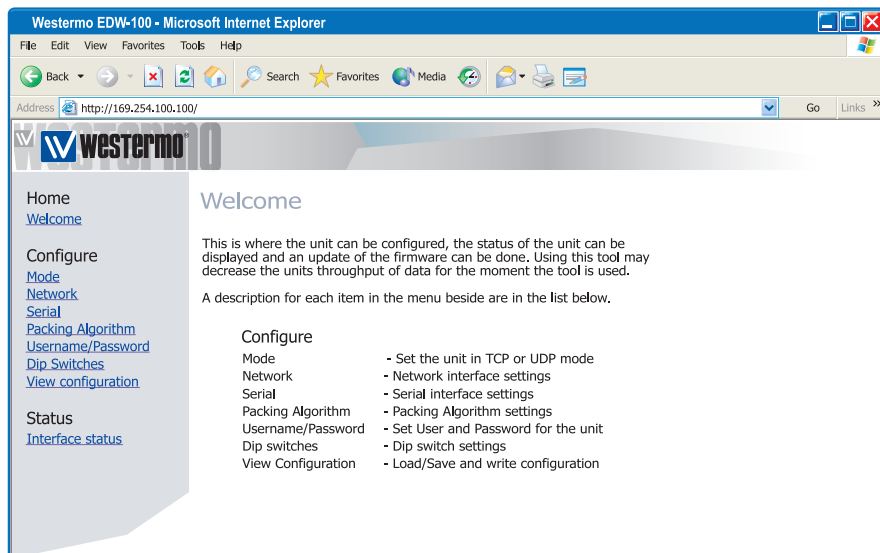 Westermo EDW-100 - Microsoft Internet Explorer
File Edit View Favorites Tools Help
Back Search Favorites Media
Address http://169.254.100.100/ Go Links »
westermo®
Home
Welcome
Configure
Mode
Network
Serial
Packing Algorithm
Username/Password
Dip Switches
View configuration
Status
Interface status
Welcome
This is where the unit can be configured, the status of the unit can be
displayed and an update of the firmware can be done. Using this tool may
decrease the units throughput of data for the moment the tool is used.
A description for each item in the menu beside are in the list below.
Configure
Mode - Set the unit in TCP or UDP mode
Network - Network interface settings
Serial - Serial interface settings
Packing Algorithm - Packing Algorithm settings
Username/Password - Set User and Password for the unit
Dip switches - Dip switch settings
View Configuration - Load/Save and write configuration